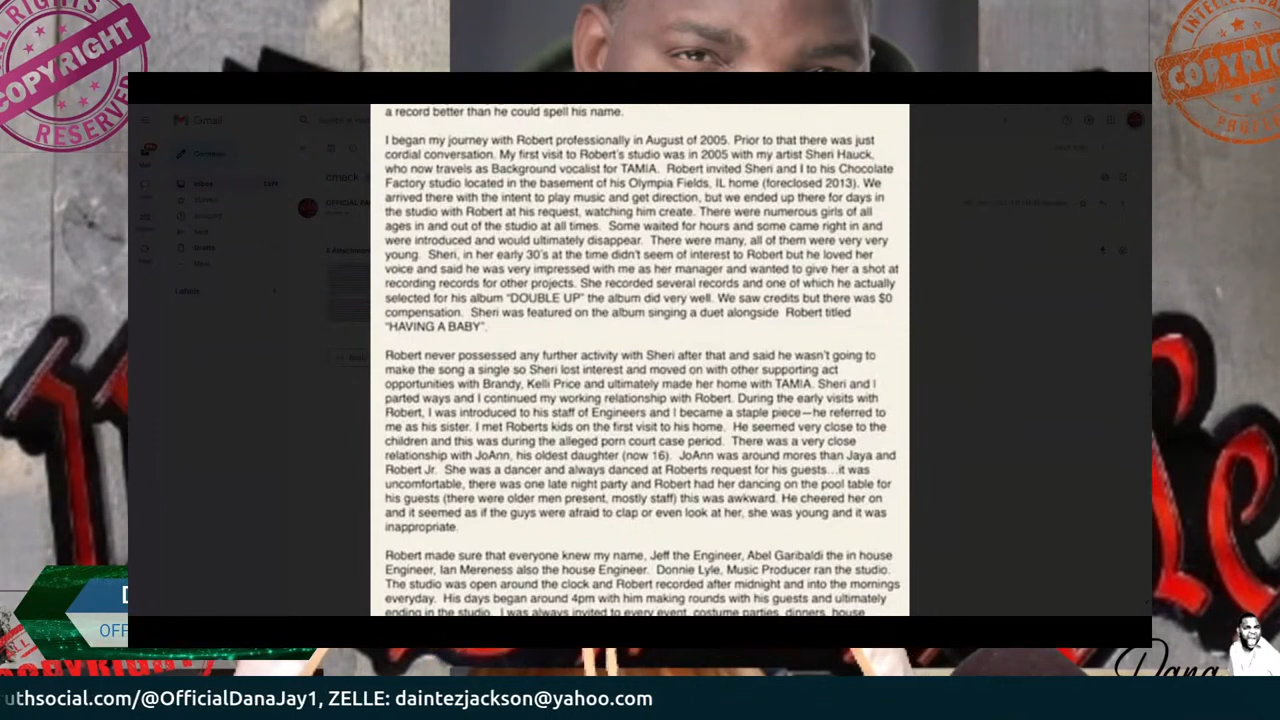 COPYRIGHT
RESERVED
COPYRIGHT
a record better than he could spell his name.
I began my journey with Robert professionally in August of 2005. Prior to that there was just
cordial conversation. My first visit to Robert's studio was in 2005 with my artist Sheri Hauck,
who now travels as Background vocalist for TAMIA. Robert invited Sheri and I to his Chocolate
Factory studio located in the basement of his Olympia Fields, IL home (foreclosed 2013). We
arrived there with the intent to play music and get direction, but we ended up there for days in
the studio with Robert at his request, watching him create. There were numerous girls of all
ages in and out of the studio at all times. Some waited for hours and some came right in and
were introduced and would ultimately disappear. There were many, all of them were very very
young. Sheri, in her early 30's at the time didn't seem of interest to Robert but he loved her
voice and said he was very impressed with me as her manager and wanted to give her a shot at
recording records for other projects. She recorded several records and one of which he actually
selected for his album "DOUBLE UP" the album did very well. We saw credits but there was $0
compensation. Sheri was featured on the album singing a duet alongside Robert titled
"HAVING A BABY".
Robert never possessed any further activity with Sheri after that and said he wasn't going to
make the song a single so Sheri lost interest and moved on with other supporting act
opportunities with Brandy, Kelli Price and ultimately made her home with TAMIA. Sheri and I
parted ways and I continued my working relationship with Robert. During the early visits with
Robert, I was introduced to his staff of Engineers and I became a staple piece—he referred to
me as his sister. I met Roberts kids on the first visit to his home. He seemed very close to the
children and this was during the alleged porn court case period. There was a very close
relationship with JoAnn, his oldest daughter (now 16). JoAnn was around mores than Jaya and
Robert Jr. She was a dancer and always danced at Roberts request for his guests...it was
uncomfortable, there was one late night party and Robert had her dancing on the pool table for
his guests (there were older men present, mostly staff) this was awkward. He cheered her on
and it seemed as if the guys were afraid to clap or even look at her, she was young and it was
inappropriate.
Robert made sure that everyone knew my name, Jeff the Engineer, Abel Garibaldi the in house
Engineer, Ian Mereness also the house Engineer. Donnie Lyle, Music Producer ran the studio.
The studio was open around the clock and Robert recorded after midnight and into the mornings
everyday. His days began around 4pm with him making rounds with his guests and ultimately
ending in the studio. I was always invited to every event, costume parties, dinners, house
Gmail
Compose
Inbox
Drafts
Labels
cmack
D
OFF
Dana
uthsocial.com/@OfficialDanaJay1, ZELLE: daintezjackson@yahoo.com